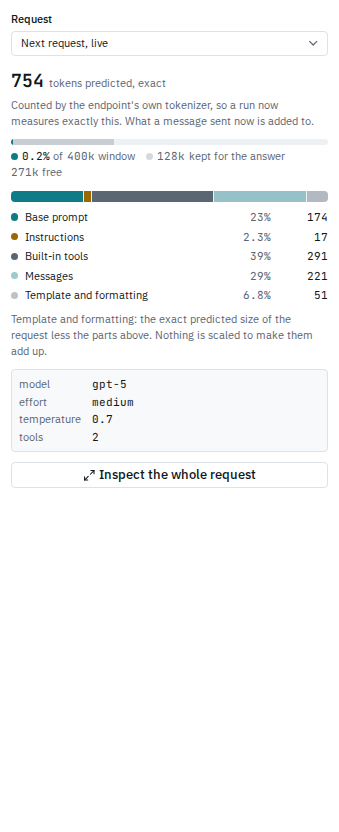 Request
Next request, live
754 tokens predicted, exact
Counted by the endpoint's own tokenizer, so a run now
measures exactly this. What a message sent now is added to.
0.2% of 400k window 128k kept for the answer
271k free
Base prompt 23% 174
Instructions 2.3% 17
Built-in tools 39% 291
Messages 29% 221
Template and formatting 6.8% 51
Template and formatting: the exact predicted size of the
request less the parts above. Nothing is scaled to make them
add up.
model gpt-5
effort medium
temperature 0.7
tools 2
Inspect the whole request